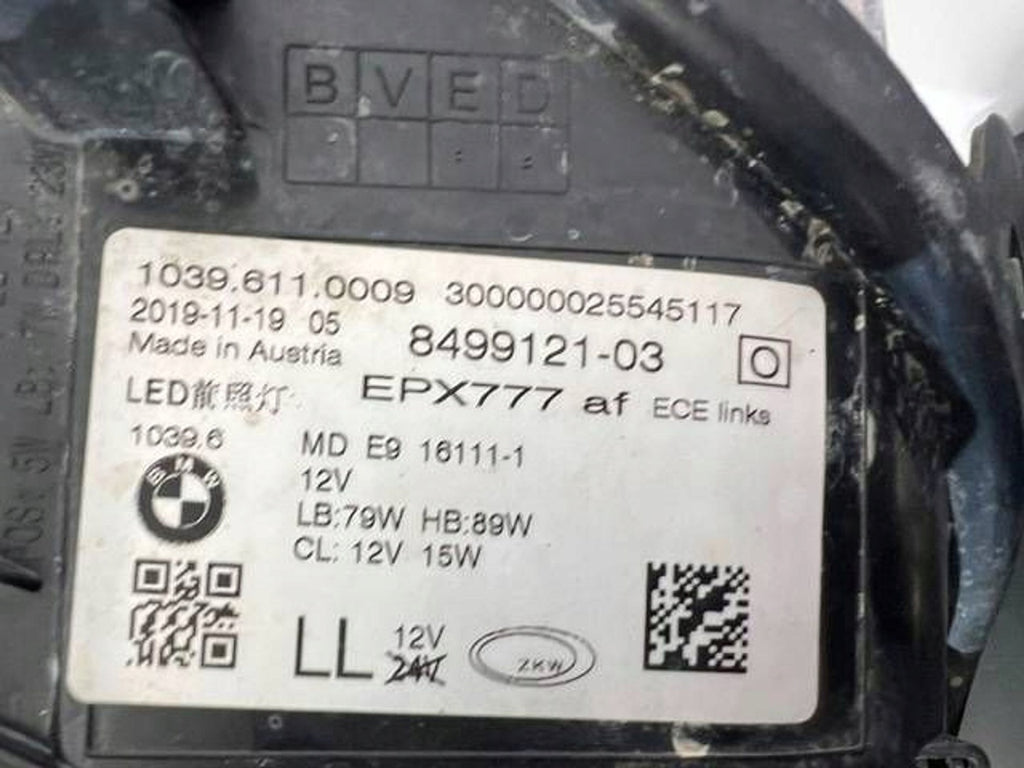 BVED
1039.611.0009 300000025545117
2019-11-19 05 8499121-03 O
Made in Austria
LED前照灯 EPX777 af ECE links
1039.6 MD E9 16111-1
BMW
12V
LB:79W HB:89W
CL: 12V 15W
LL 12V
24V
ZKW